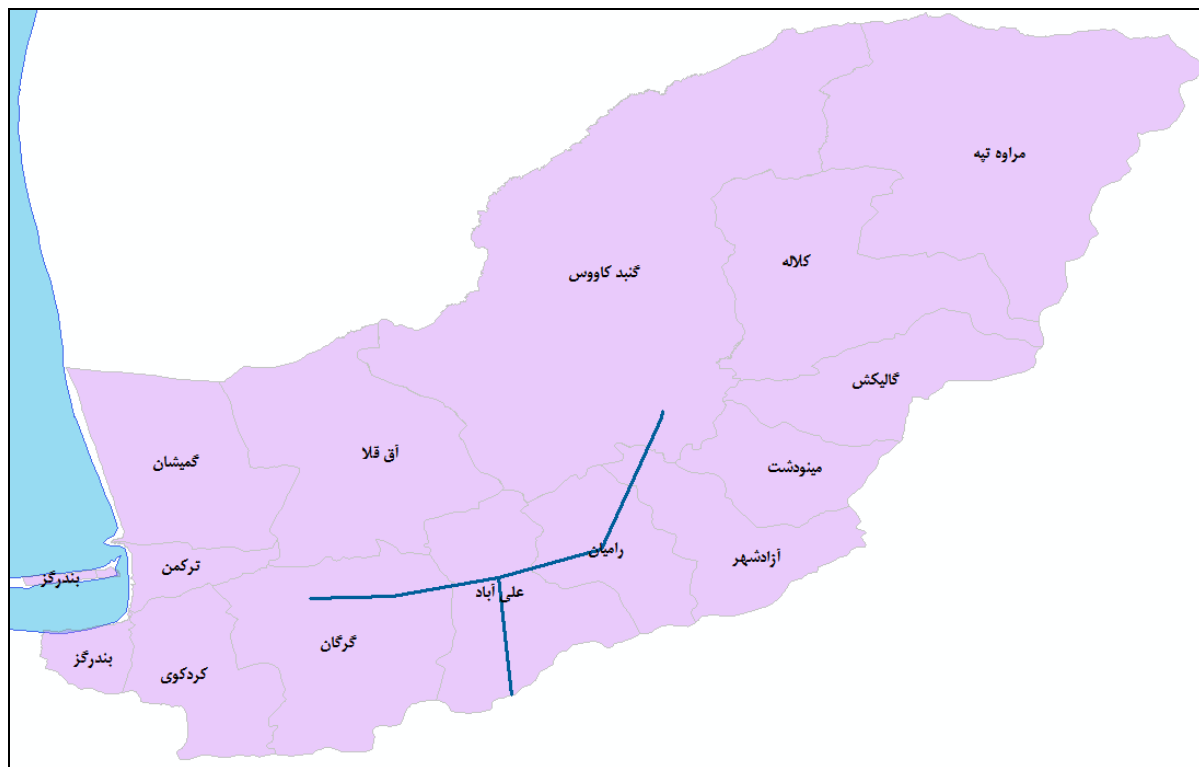 مراوه تپه
کلاله
گنبد کاووس
گالیکش
آق قلا
گمیشان
مینودشت
رامیان
آزادشهر
ترکمن
بندرگز
علی آباد
گرگان
بندرگز
کردکوی